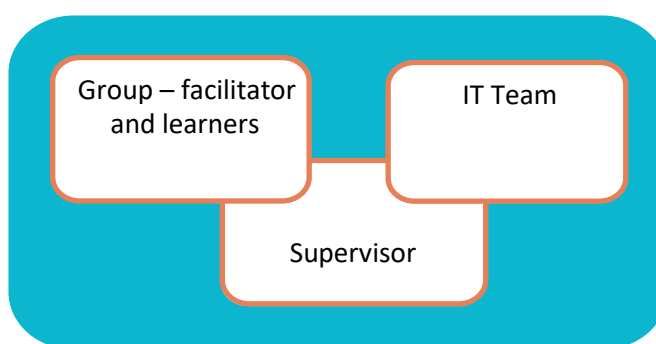 Group – facilitator
and learners
IT Team
Supervisor